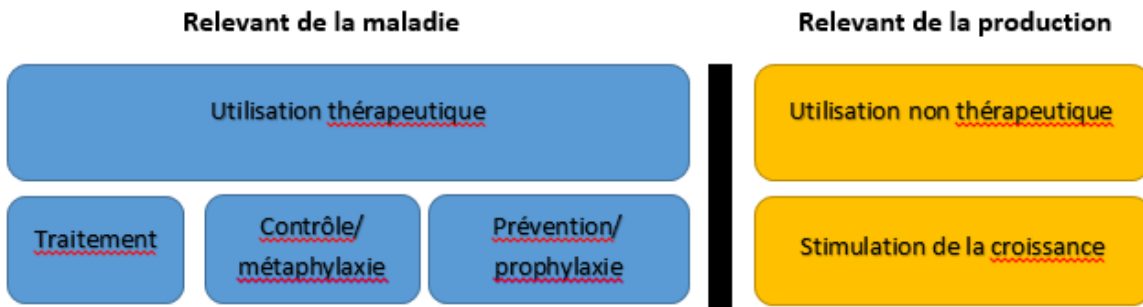 Relevant de la maladie
Relevant de la production
Utilisation thérapeutique
Utilisation non thérapeutique
Traitement
Contrôle/
métaphylaxie
Prévention/
prophylaxie
Stimulation de la croissance